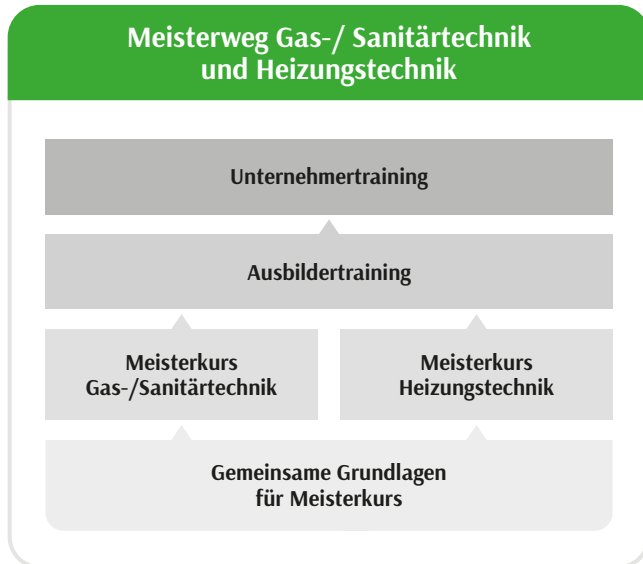 Meisterweg Gas-/ Sanitärtechnik
und Heizungstechnik
Unternehmertraining
Ausbildertraining
Meisterkurs
Gas-/Sanitärtechnik
Meisterkurs
Heizungstechnik
Gemeinsame Grundlagen
für Meisterkurs